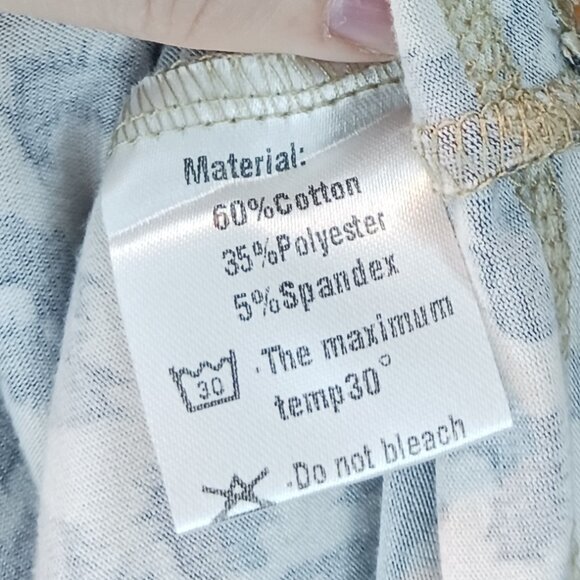 Material:
60%Cotton
35%Polyester
5%Spandex
30 .The maximum
temp30°
.Do not bleach